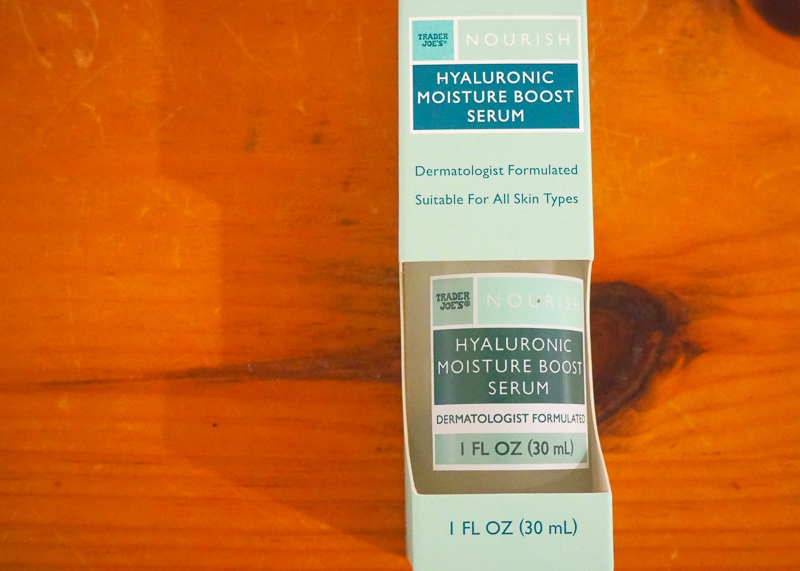 TRADER JOE'S® NOURISH
HYALURONIC
MOISTURE BOOST
SERUM
Dermatologist Formulated
Suitable For All Skin Types
TRADER JOE'S® NOURISH
HYALURONIC
MOISTURE BOOST
SERUM
DERMATOLOGIST FORMULATED
1 FL OZ (30 mL)
1 FL OZ (30 mL)